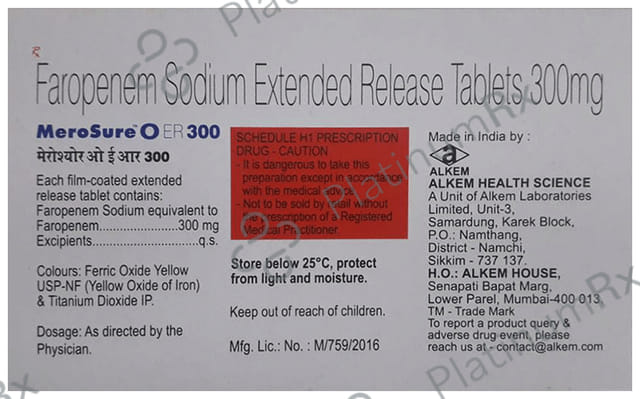 Rx
Faropenem Sodium Extended Release Tablets 300mg
MeroSure™ O ER 300
मेरोश्योर ओ ई आर 300
Each film-coated extended
release tablet contains:
Faropenem Sodium equivalent to
Faropenem....................300 mg
Excipients.........................q.s.
Colours: Ferric Oxide Yellow
USP-NF (Yellow Oxide of Iron)
& Titanium Dioxide IP.
Dosage: As directed by the
Physician.
SCHEDULE H1 PRESCRIPTION
DRUG - CAUTION
- It is dangerous to take this
preparation except in accordance
with the medical advice.
- Not to be sold by retail without
the prescription of a Registered
Medical Practitioner.
Store below 25°C, protect
from light and moisture.
Keep out of reach of children.
Mfg. Lic.: No. : M/759/2016
Made in India by :
ALKEM
ALKEM HEALTH SCIENCE
A Unit of Alkem Laboratories
Limited, Unit-3,
Samardung, Karek Block,
P.O.: Namthang,
District - Namchi,
Sikkim - 737 137.
H.O.: ALKEM HOUSE,
Senapati Bapat Marg,
Lower Parel, Mumbai-400 013
TM - Trade Mark
To report a product query &
adverse drug event, please
reach us at - contact@alkem.com
PlatinumRx
PlatinumRx
PlatinumRx